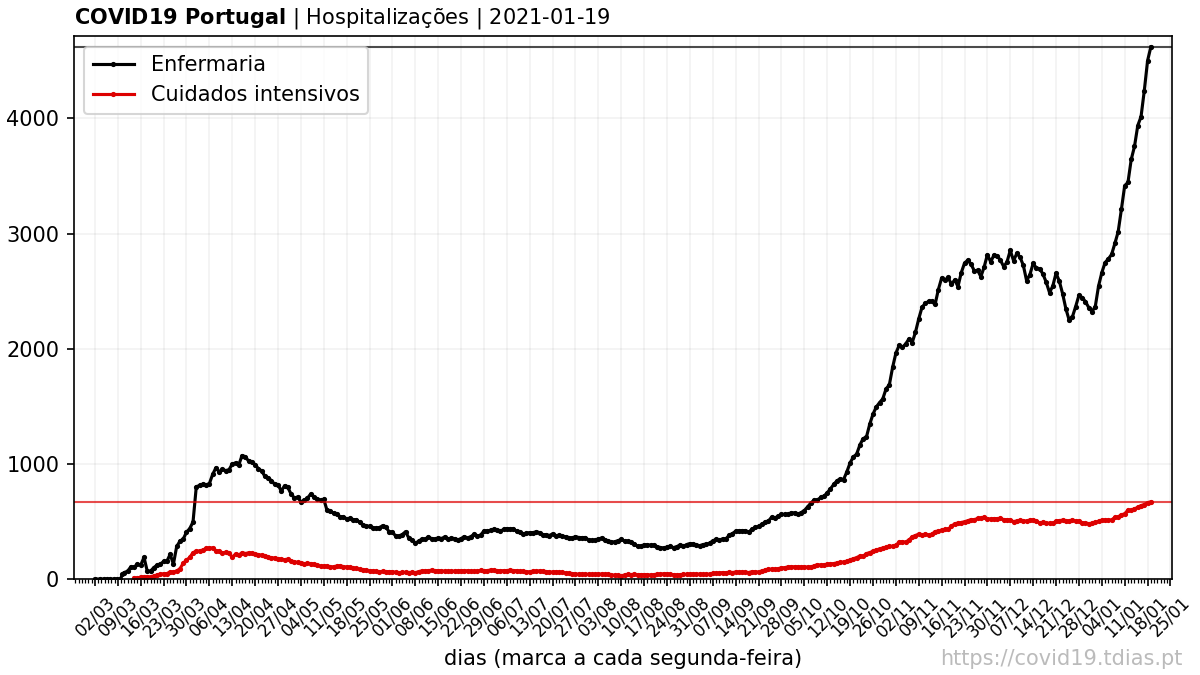 COVID19 Portugal | Hospitalizações | 2021-01-19
Enfermaria
Cuidados intensivos
4000
3000
2000
1000
0
02/03 09/03 16/03 23/03 30/03 06/04 13/04 20/04 27/04 04/05 11/05 18/05 25/05 01/06 08/06 15/06 22/06 29/06 06/07 13/07 20/07 27/07 03/08 10/08 17/08 24/08 31/08 07/09 14/09 21/09 28/09 05/10 12/10 19/10 26/10 02/11 09/11 16/11 23/11 30/11 07/12 14/12 21/12 28/12 04/01 11/01 18/01 25/01
dias (marca a cada segunda-feira)
https://covid19.tdias.pt